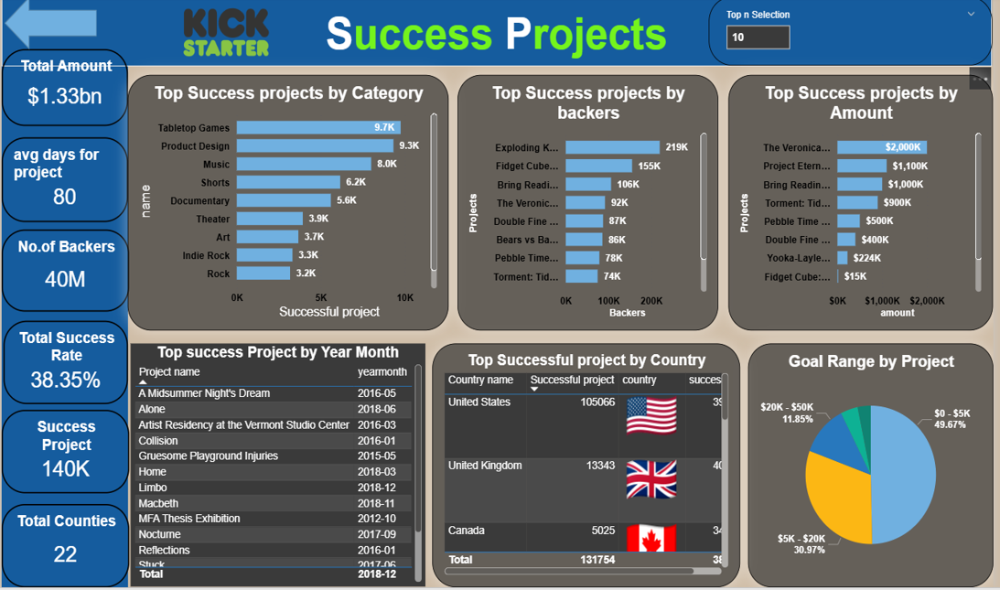 KICK
STARTER
Success Projects
Top n Selection
10
Total Amount
$1.33bn
avg days for
project
80
No.of Backers
40M
Total Success
Rate
38.35%
Success
Project
140K
Total Counties
22
Top Success projects by Category
name
Tabletop Games 9.7K
Product Design 9.3K
Music 8.0K
Shorts 6.2K
Documentary 5.6K
Theater 3.9K
Art 3.7K
Indie Rock 3.3K
Rock 3.2K
0K 5K 10K
Successful project
Top Success projects by
backers
Projects
Exploding K... 219K
Fidget Cube... 155K
Bring Readi... 106K
The Veronic... 92K
Double Fine ... 87K
Bears vs Ba... 86K
Pebble Time... 78K
Torment: Tid... 74K
0K 100K 200K
Backers
Top Success projects by
Amount
Projects
The Veronica... $2,000K
Project Etern... $1,100K
Bring Readin... $1,000K
Torment: Tid... $900K
Pebble Time ... $500K
Double Fine ... $400K
Yooka-Layle... $224K
Fidget Cube:... $15K
$0K $1,000K $2,000K
amount
Top success Project by Year Month
Project name yearmonth
A Midsummer Night's Dream 2016-05
Alone 2018-06
Artist Residency at the Vermont Studio Center 2016-03
Collision 2016-01
Gruesome Playground Injuries 2015-05
Home 2018-03
Limbo 2018-12
Macbeth 2018-11
MFA Thesis Exhibition 2012-10
Nocturne 2017-09
Reflections 2016-01
Stuck 2017-06
Total 2018-12
Top Successful project by Country
Country name Successful project country succes
United States 105066 39
United Kingdom 13343 40
Canada 5025 34
Total 131754 38
Goal Range by Project
$20K - $50K
11.85%
$0 - $5K
49.67%
$5K - $20K
30.97%